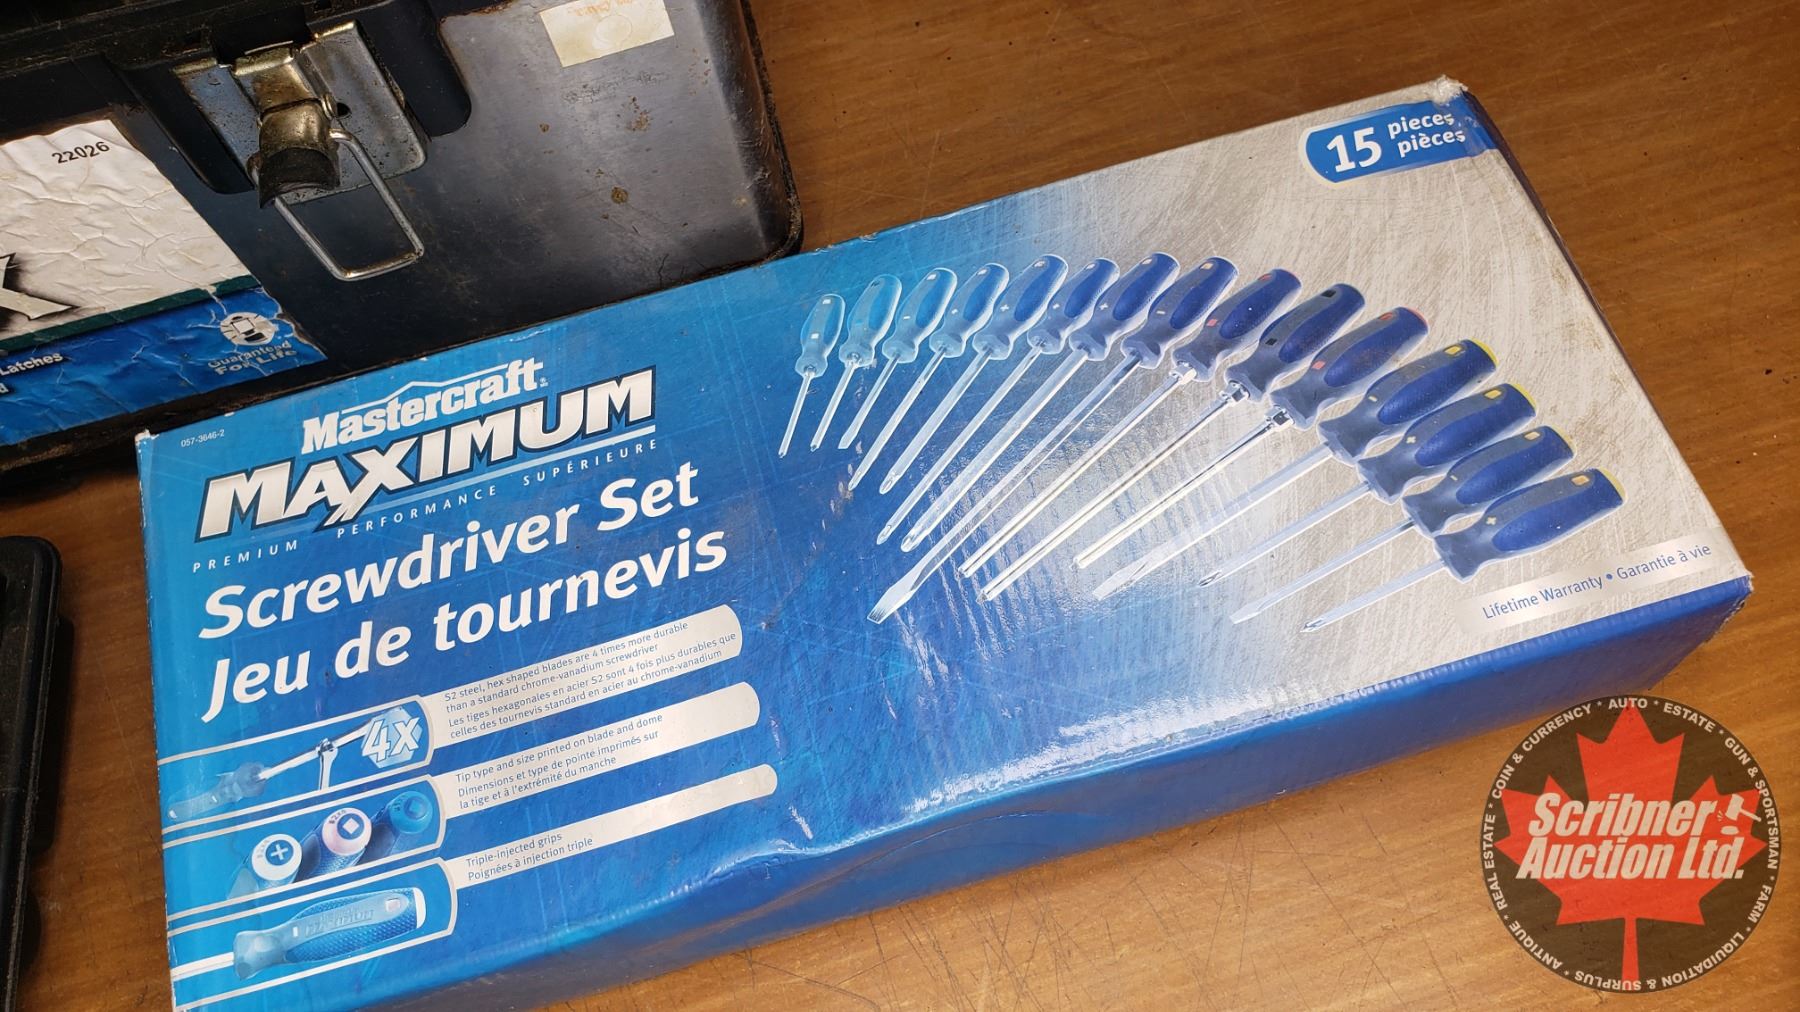 22026
Latches
Guaranteed
For Life
057-3646-2
Mastercraft
MAXIMUM
PREMIUM PERFORMANCE SUPÉRIEURE
Screwdriver Set
Jeu de tournevis
15 pieces
pièces
Lifetime Warranty • Garantie à vie
4X
S2 steel, hex shaped blades are 4 times more durable
than a standard chrome-vanadium screwdriver
Les tiges hexagonales en acier S2 sont 4 fois plus durables que
celles des tournevis standard en acier au chrome-vanadium
Tip type and size printed on blade and dome
Dimensions et type de pointe imprimés sur
la tige et à l'extrémité du manche
Triple-injected grips
Poignées à injection triple
Scribner
Auction Ltd.
REAL ESTATE * COIN & CURRENCY * AUTO * ESTATE * GUN & SPORTSMAN * FARM * LIQUIDATION & SURPLUS * ANTIQUE *